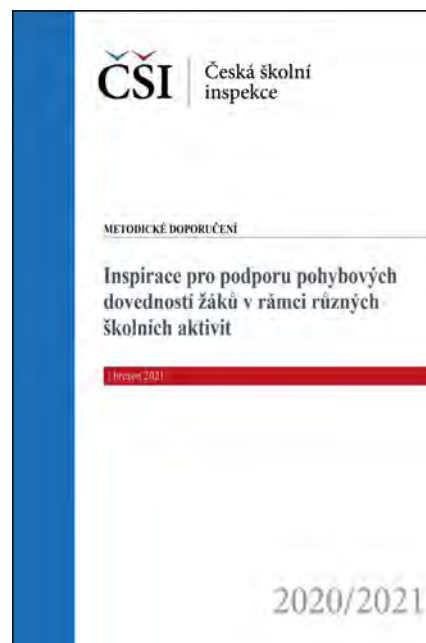 ČŠI
Česká školní
inspekce
METODICKÉ DOPORUČENÍ
Inspirace pro podporu pohybových
dovedností žáků v rámci různých
školních aktivit
| březen 2021
2020/2021